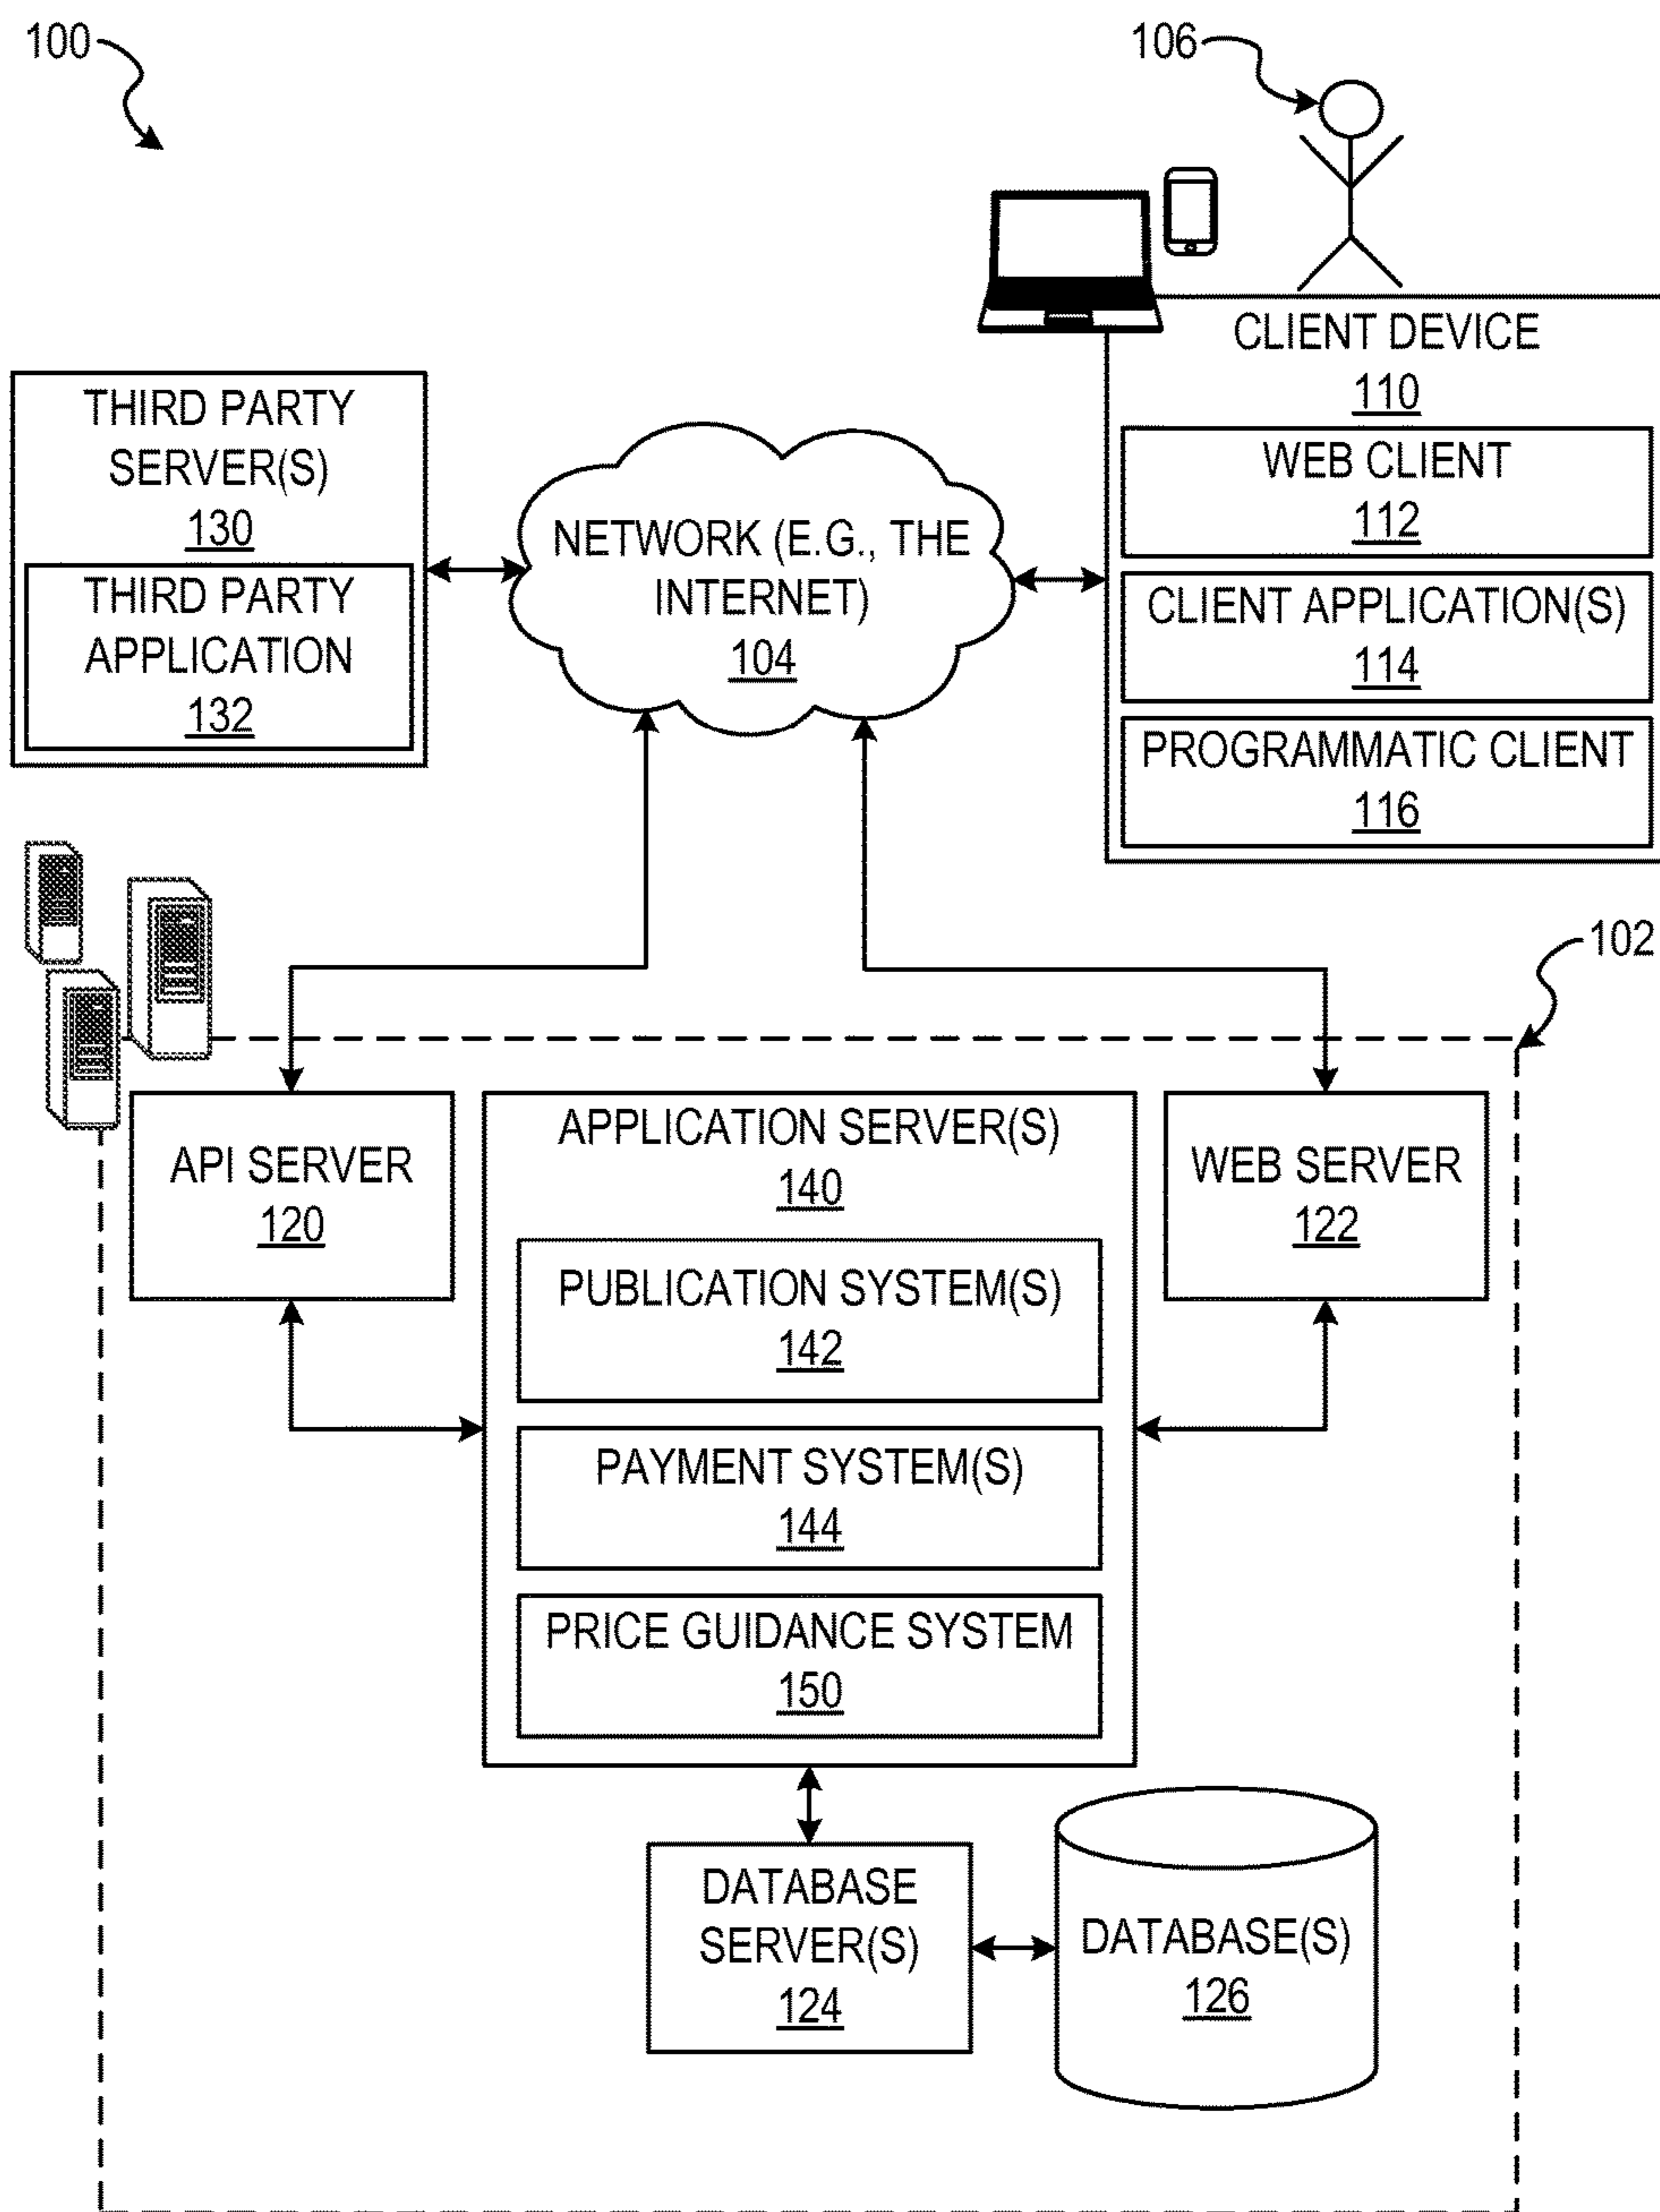 100
106
CLIENT DEVICE
110
WEB CLIENT
112
CLIENT APPLICATION(S)
114
PROGRAMMATIC CLIENT
116
THIRD PARTY
SERVER(S)
130
THIRD PARTY
APPLICATION
132
NETWORK (E.G., THE
INTERNET)
104
102
API SERVER
120
APPLICATION SERVER(S)
140
PUBLICATION SYSTEM(S)
142
PAYMENT SYSTEM(S)
144
PRICE GUIDANCE SYSTEM
150
WEB SERVER
122
DATABASE
SERVER(S)
124
DATABASE(S)
126